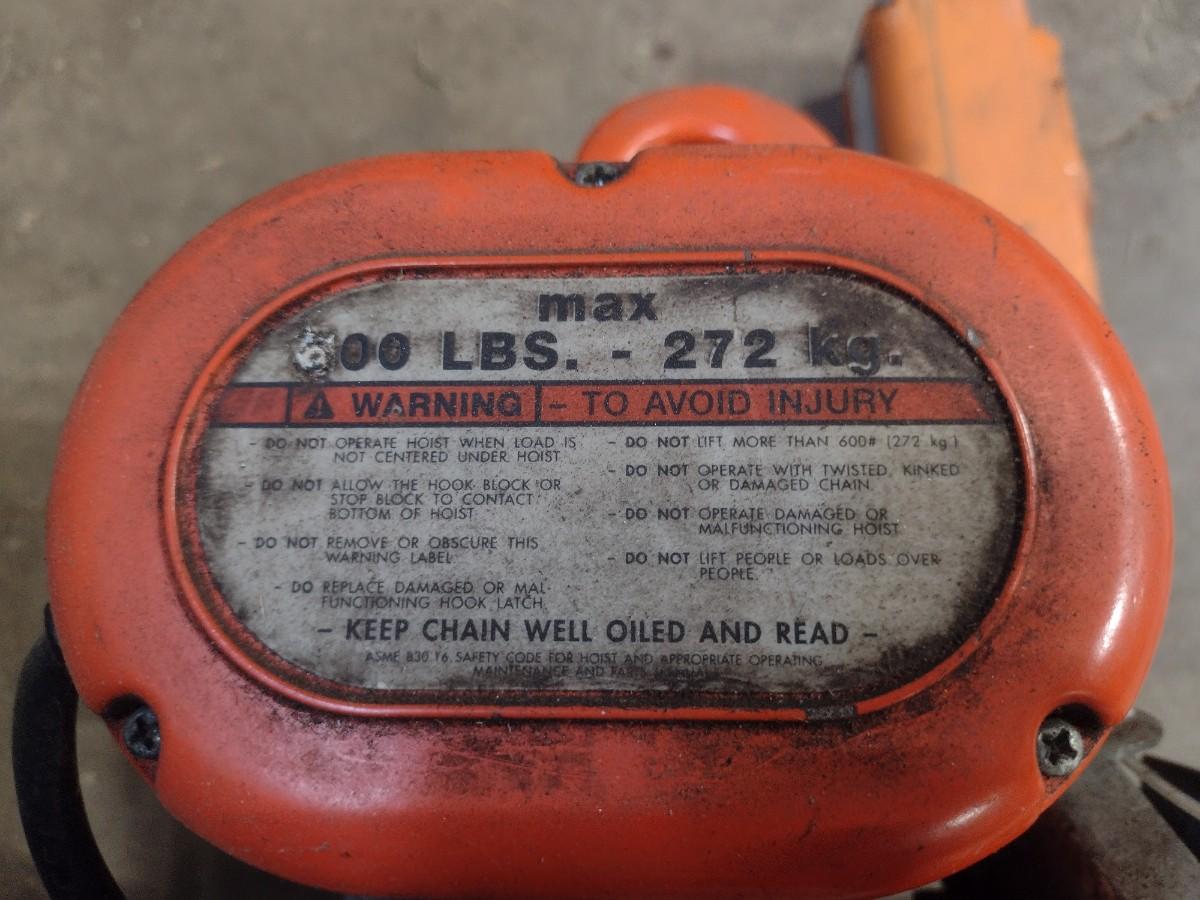 max
00 LBS. - 272 kg.
WARNING - TO AVOID INJURY
- DO NOT OPERATE HOIST WHEN LOAD IS
NOT CENTERED UNDER HOIST
- DO NOT ALLOW THE HOOK BLOCK OR
STOP BLOCK TO CONTACT
BOTTOM OF HOIST
- DO NOT REMOVE OR OBSCURE THIS
WARNING LABEL
- DO REPLACE DAMAGED OR MAL-
FUNCTIONING HOOK LATCH
- DO NOT LIFT MORE THAN 600# (272 kg)
- DO NOT OPERATE WITH TWISTED, KINKED
OR DAMAGED CHAIN
- DO NOT OPERATE DAMAGED OR
MALFUNCTIONING HOIST
- DO NOT LIFT PEOPLE OR LOADS OVER
PEOPLE.
- KEEP CHAIN WELL OILED AND READ -
ASME B30 16 SAFETY CODE FOR HOIST AND APPROPRIATE OPERATING
MAINTENANCE AND PARTS MANUAL